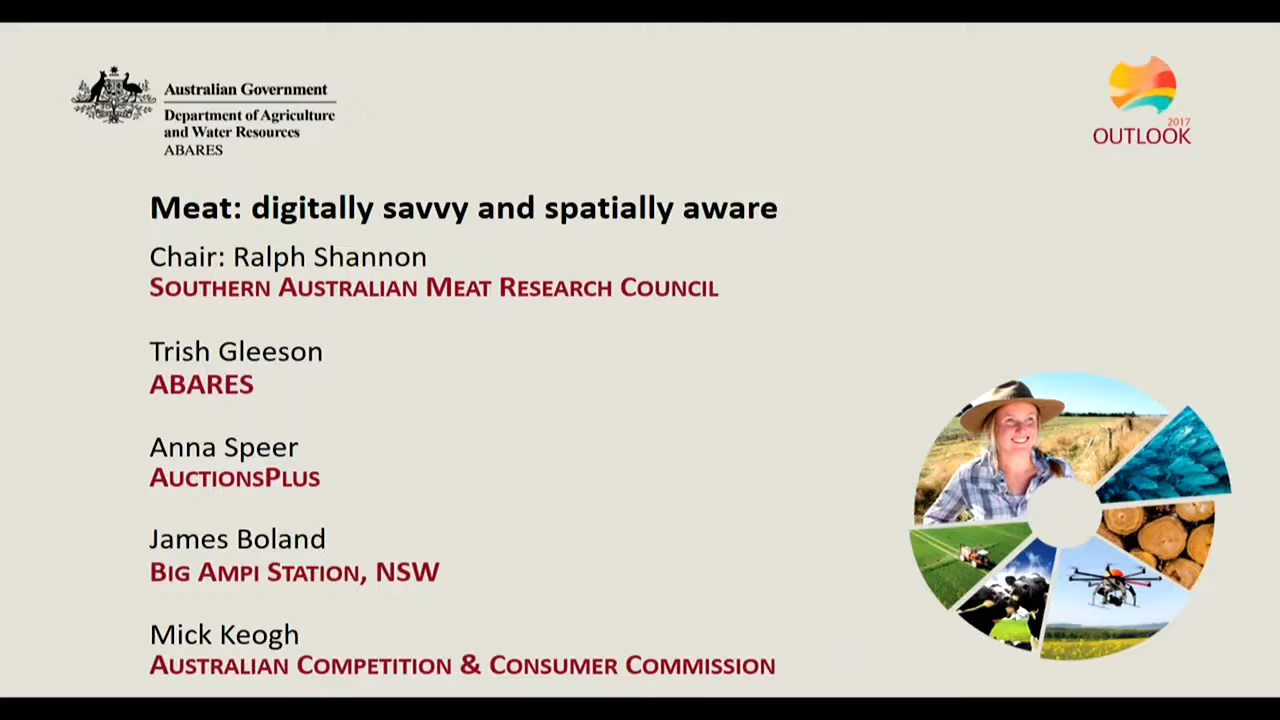 Australian Government
Department of Agriculture
and Water Resources
ABARES
2017
OUTLOOK
Meat: digitally savvy and spatially aware
Chair: Ralph Shannon
SOUTHERN AUSTRALIAN MEAT RESEARCH COUNCIL
Trish Gleeson
ABARES
Anna Speer
AUCTIONSPLUS
James Boland
BIG AMPI STATION, NSW
Mick Keogh
AUSTRALIAN COMPETITION & CONSUMER COMMISSION